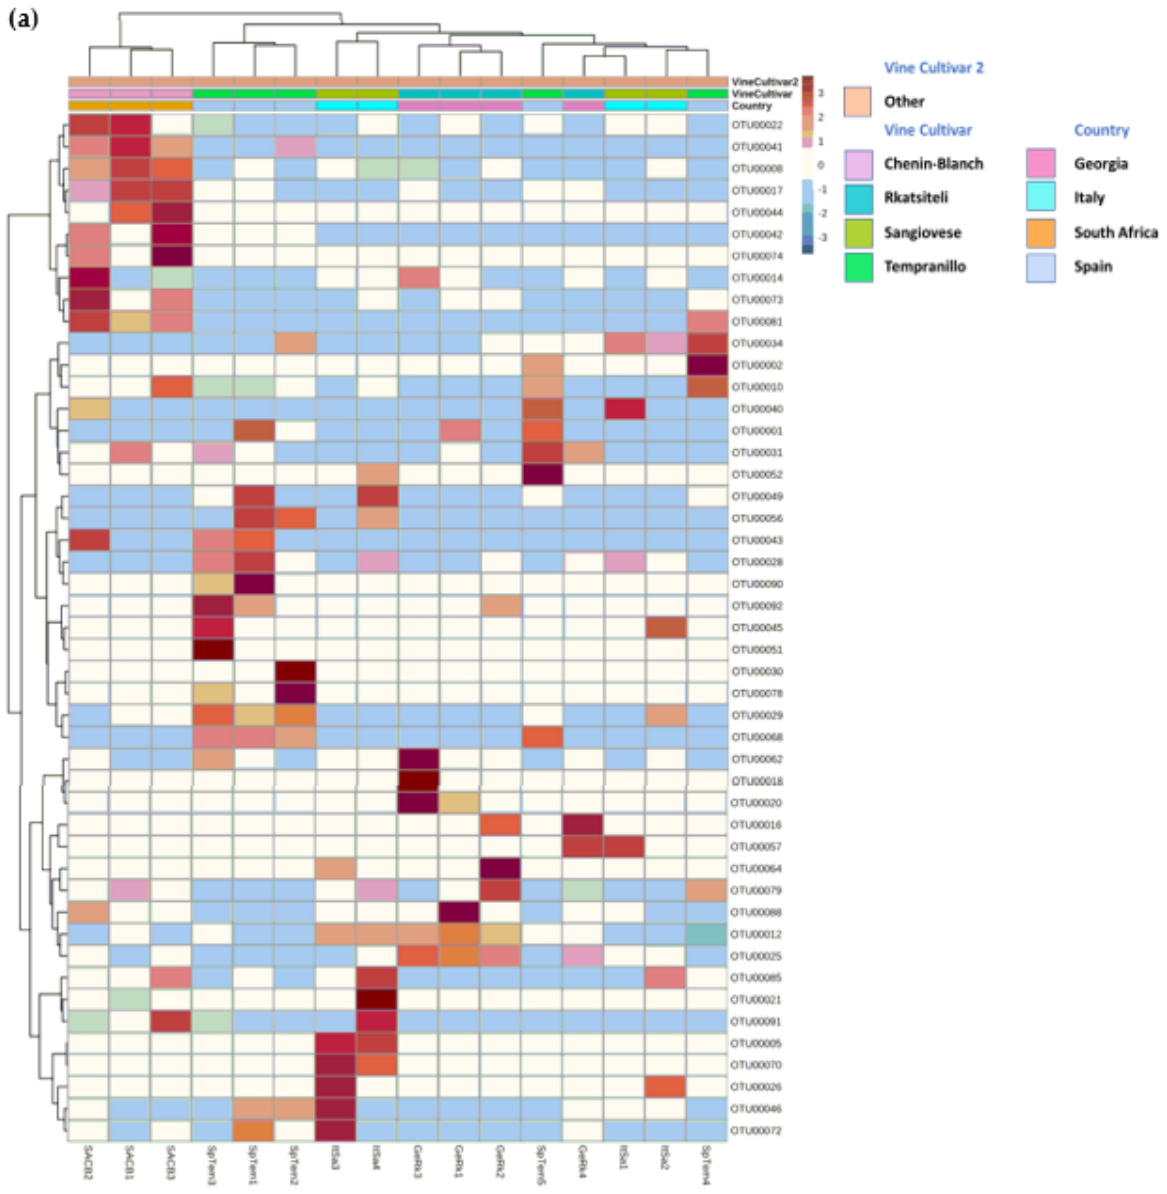 (a)
VineCultivar2
VineCultivar
Country
3
2
1
0
-1
-2
-3
Vine Cultivar 2
Other
Vine Cultivar
Country
Chenin-Blanch
Georgia
Rkatsiteli
Italy
Sangiovese
South Africa
Tempranillo
Spain
OTU00022
OTU00041
OTU00008
OTU00017
OTU00044
OTU00042
OTU00074
OTU00014
OTU00073
OTU00081
OTU00034
OTU00002
OTU00010
OTU00040
OTU00001
OTU00031
OTU00052
OTU00049
OTU00056
OTU00043
OTU00028
OTU00090
OTU00092
OTU00045
OTU00051
OTU00030
OTU00078
OTU00029
OTU00068
OTU00062
OTU00018
OTU00020
OTU00016
OTU00057
OTU00064
OTU00079
OTU00088
OTU00012
OTU00025
OTU00085
OTU00021
OTU00091
OTU00005
OTU00070
OTU00026
OTU00046
OTU00072
SACB2
SACB1
SACB3
SpTem3
SpTem1
SpTem2
ItSa3
ItSa4
GeRk3
GeRk1
GeRk2
SpTem5
GeRk4
ItSa1
ItSa2
SpTem4